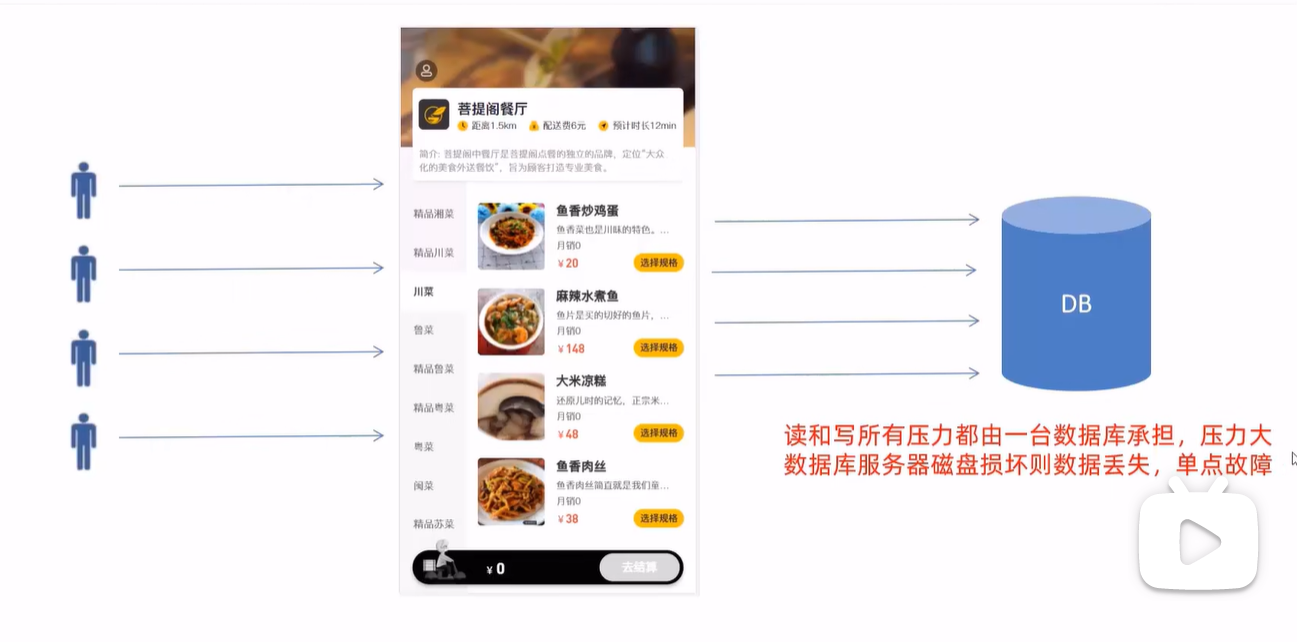 菩提阁餐厅
距离1.5km 配送费6元 预计时长12min
简介: 菩提阁中餐厅是菩提阁点餐的独立的品牌，定位"大众
化的美食外送餐饮"，旨为顾客打造专业美食。
精品湘菜
精品川菜
川菜
鲁菜
精品鲁菜
精品粤菜
粤菜
闽菜
精品苏菜
鱼香炒鸡蛋
鱼香菜也是川味的特色。...
月销0
¥20
选择规格
麻辣水煮鱼
鱼片是买的切好的鱼片，...
月销0
¥148
选择规格
大米凉糕
还原儿时的记忆，正宗米...
月销0
¥48
选择规格
鱼香肉丝
鱼香肉丝简直就是我们童...
月销0
¥38
选择规格
¥ 0
去结算
DB
读和写所有压力都由一台数据库承担，压力大
数据库服务器磁盘损坏则数据丢失，单点故障